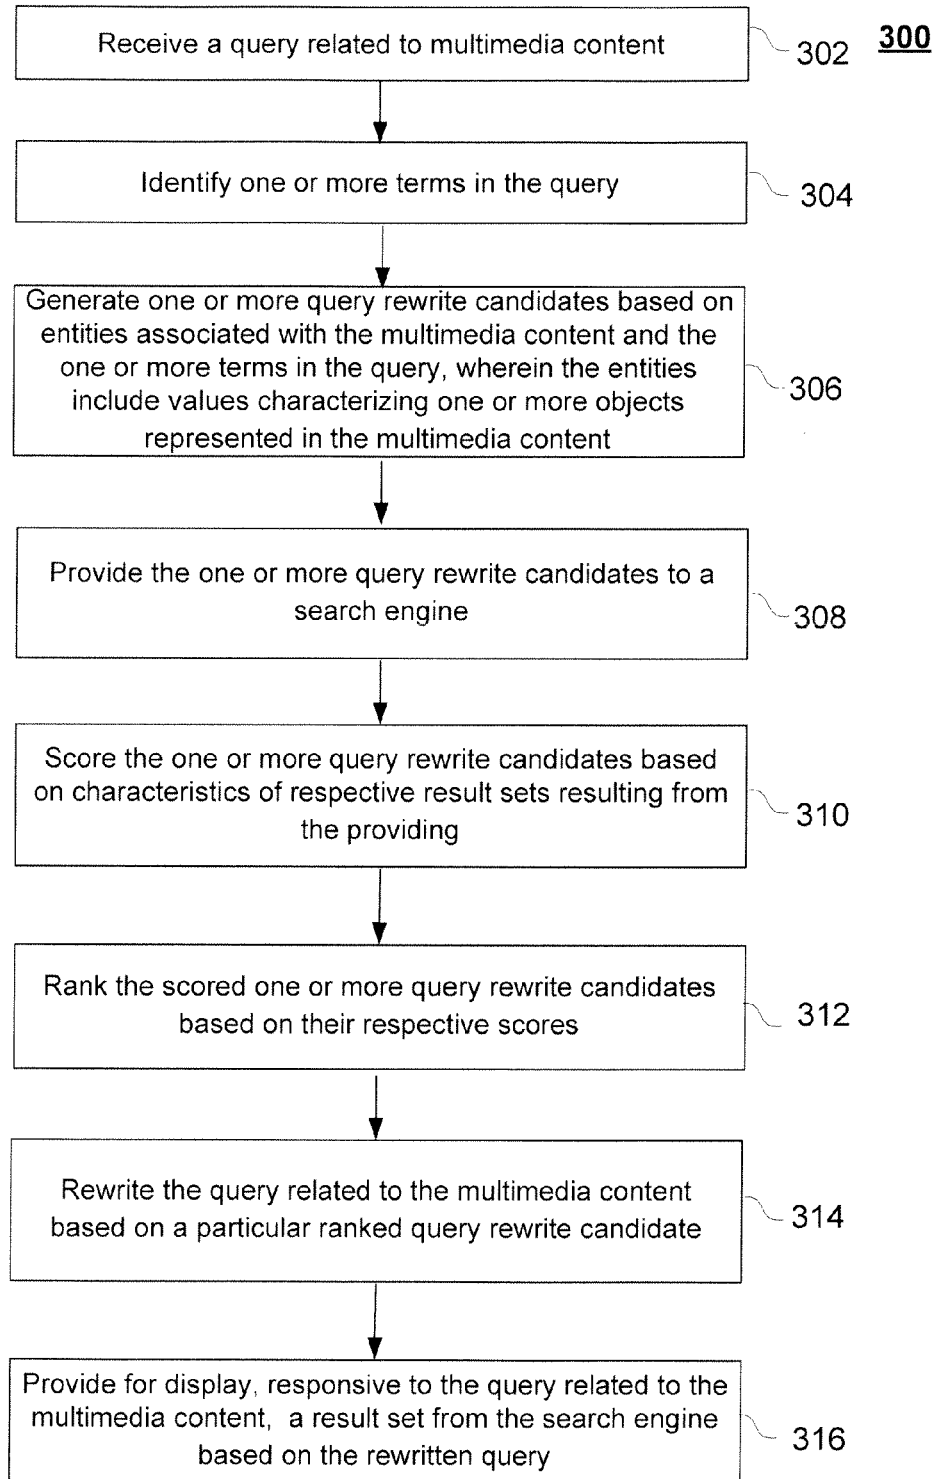 300
Receive a query related to multimedia content
302
Identify one or more terms in the query
304
Generate one or more query rewrite candidates based on
entities associated with the multimedia content and the
one or more terms in the query, wherein the entities
include values characterizing one or more objects
represented in the multimedia content
306
Provide the one or more query rewrite candidates to a
search engine
308
Score the one or more query rewrite candidates based
on characteristics of respective result sets resulting from
the providing
310
Rank the scored one or more query rewrite candidates
based on their respective scores
312
Rewrite the query related to the multimedia content
based on a particular ranked query rewrite candidate
314
Provide for display, responsive to the query related to the
multimedia content, a result set from the search engine
based on the rewritten query
316